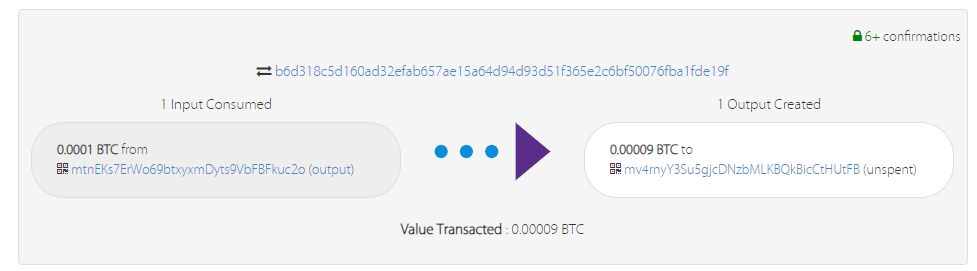 6+ confirmations
b6d318c5d160ad32efab657ae15a64d94d93d51f365e2c6bf50076fba1fde19f
1 Input Consumed
1 Output Created
0.0001 BTC from
mtnEKs7ErWo69btxyxmDyts9VbFBFkuc2o (output)
0.00009 BTC to
mv4rnyY3Su5gjcDNzbMLKBQkBicCtHUtFB (unspent)
Value Transacted : 0.00009 BTC